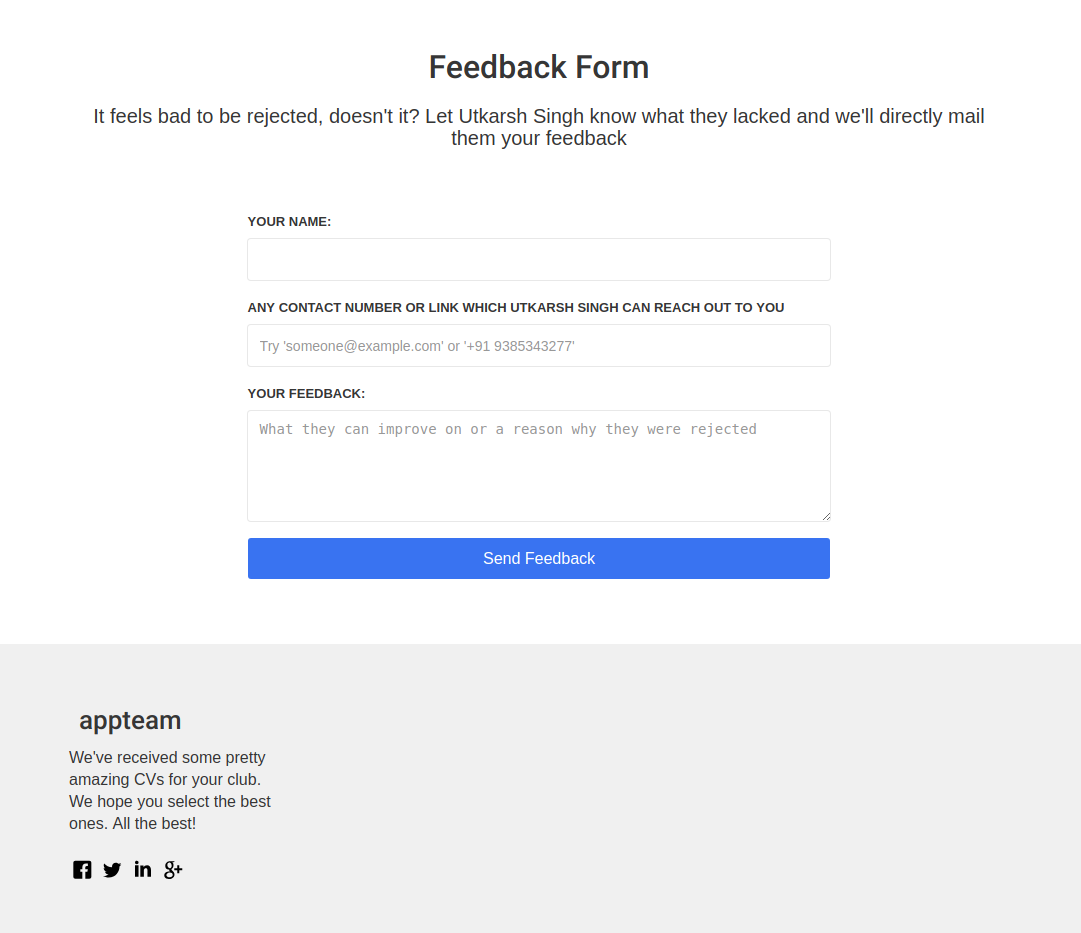 Feedback Form
It feels bad to be rejected, doesn't it? Let Utkarsh Singh know what they lacked and we'll directly mail
them your feedback
YOUR NAME:
ANY CONTACT NUMBER OR LINK WHICH UTKARSH SINGH CAN REACH OUT TO YOU
Try 'someone@example.com' or '+91 9385343277'
YOUR FEEDBACK:
What they can improve on or a reason why they were rejected
Send Feedback
appteam
We've received some pretty
amazing CVs for your club.
We hope you select the best
ones. All the best!